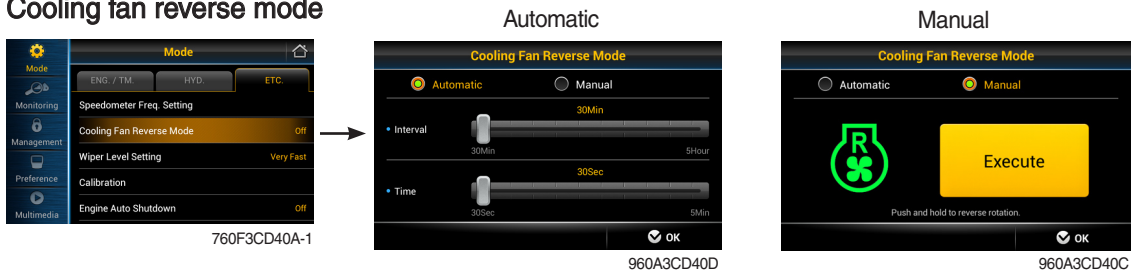 Cooling fan reverse mode
Mode
Mode
ENG. / TM.
HYD.
ETC.
Monitoring
Speedometer Freq. Setting
Management
Cooling Fan Reverse Mode
Off
Preference
Wiper Level Setting
Very Fast
Calibration
Multimedia
Engine Auto Shutdown
Off
760F3CD40A-1
Automatic
Cooling Fan Reverse Mode
Automatic
Manual
30Min
• Interval
30Min
5Hour
30Sec
• Time
30Sec
5Min
OK
960A3CD40D
Manual
Cooling Fan Reverse Mode
Automatic
Manual
R
Execute
Push and hold to reverse rotation.
OK
960A3CD40C